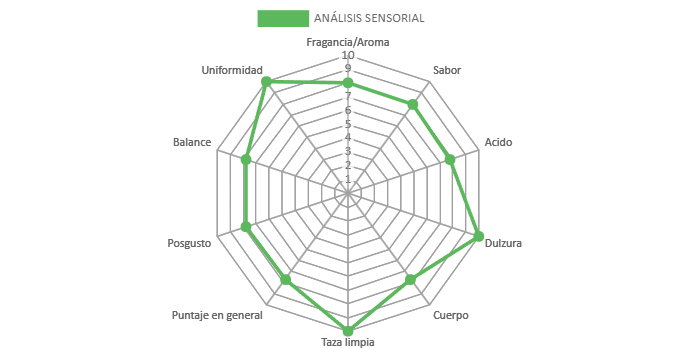 ANÁLISIS SENSORIAL
Fragancia/Aroma
10
Uniformidad
9
Sabor
7
6
Balance
5
Acido
4
3
2
1
Posgusto
Dulzura
Puntaje en general
Cuerpo
Taza limpia